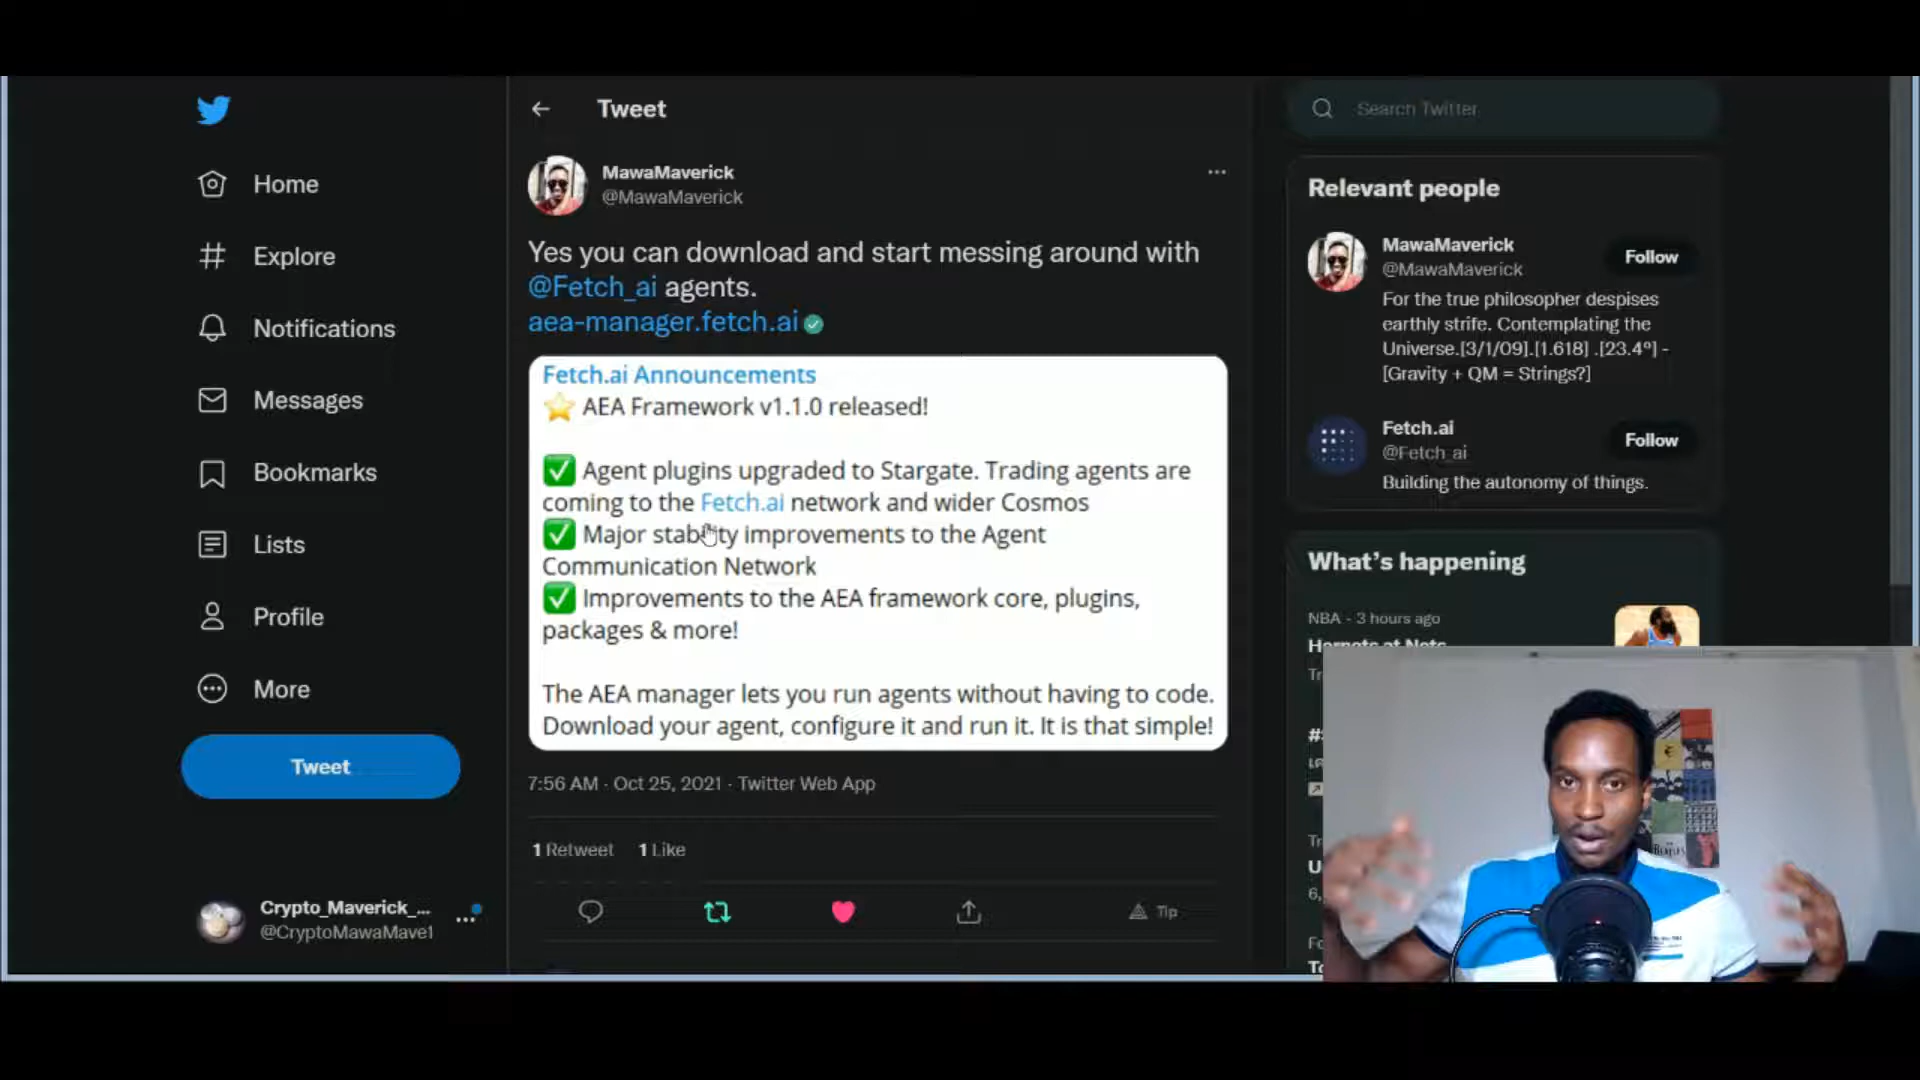 Home
Explore
Notifications
Messages
Bookmarks
Lists
Profile
More
Tweet
Crypto_Maverick_...
@CryptoMawaMave1
Tweet
MawaMaverick
@MawaMaverick
Yes you can download and start messing around with
@Fetch_ai agents.
aea-manager.fetch.ai
Fetch.ai Announcements
AEA Framework v1.1.0 released!
Agent plugins upgraded to Stargate. Trading agents are
coming to the Fetch.ai network and wider Cosmos
Major stability improvements to the Agent
Communication Network
Improvements to the AEA framework core, plugins,
packages & more!
The AEA manager lets you run agents without having to code.
Download your agent, configure it and run it. It is that simple!
7:56 AM · Oct 25, 2021 · Twitter Web App
1 Retweet 1 Like
Tip
Search Twitter
Relevant people
MawaMaverick
@MawaMaverick
Follow
For the true philosopher despises
earthly strife. Contemplating the
Universe.[3/1/09].[1.618] .[23.4º] -
[Gravity + QM = Strings?]
Fetch.ai
@Fetch_ai
Follow
Building the autonomy of things.
What's happening
NBA · 3 hours ago
Hornets at Nets